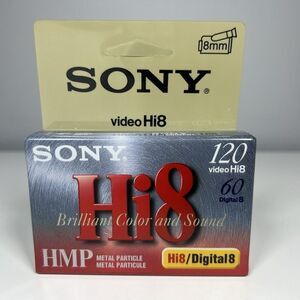 8mm
SONY®
video Hi8
SONY
120
video Hi8
Hi8
60
Digital 8
Brilliant Color and Sound
HMP
METAL PARTICLE
METAL PARTICULE
Hi8/Digital8